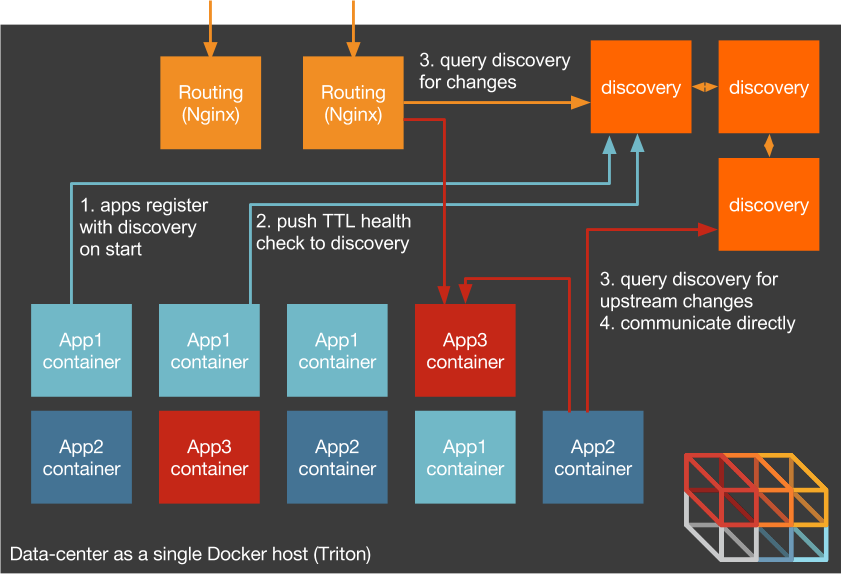 Routing
(Nginx)
Routing
(Nginx)
3. query discovery
for changes
discovery
discovery
discovery
1. apps register
with discovery
on start
2. push TTL health
check to discovery
3. query discovery for
upstream changes
4. communicate directly
App1
container
App1
container
App1
container
App3
container
App2
container
App3
container
App2
container
App1
container
App2
container
Data-center as a single Docker host (Triton)